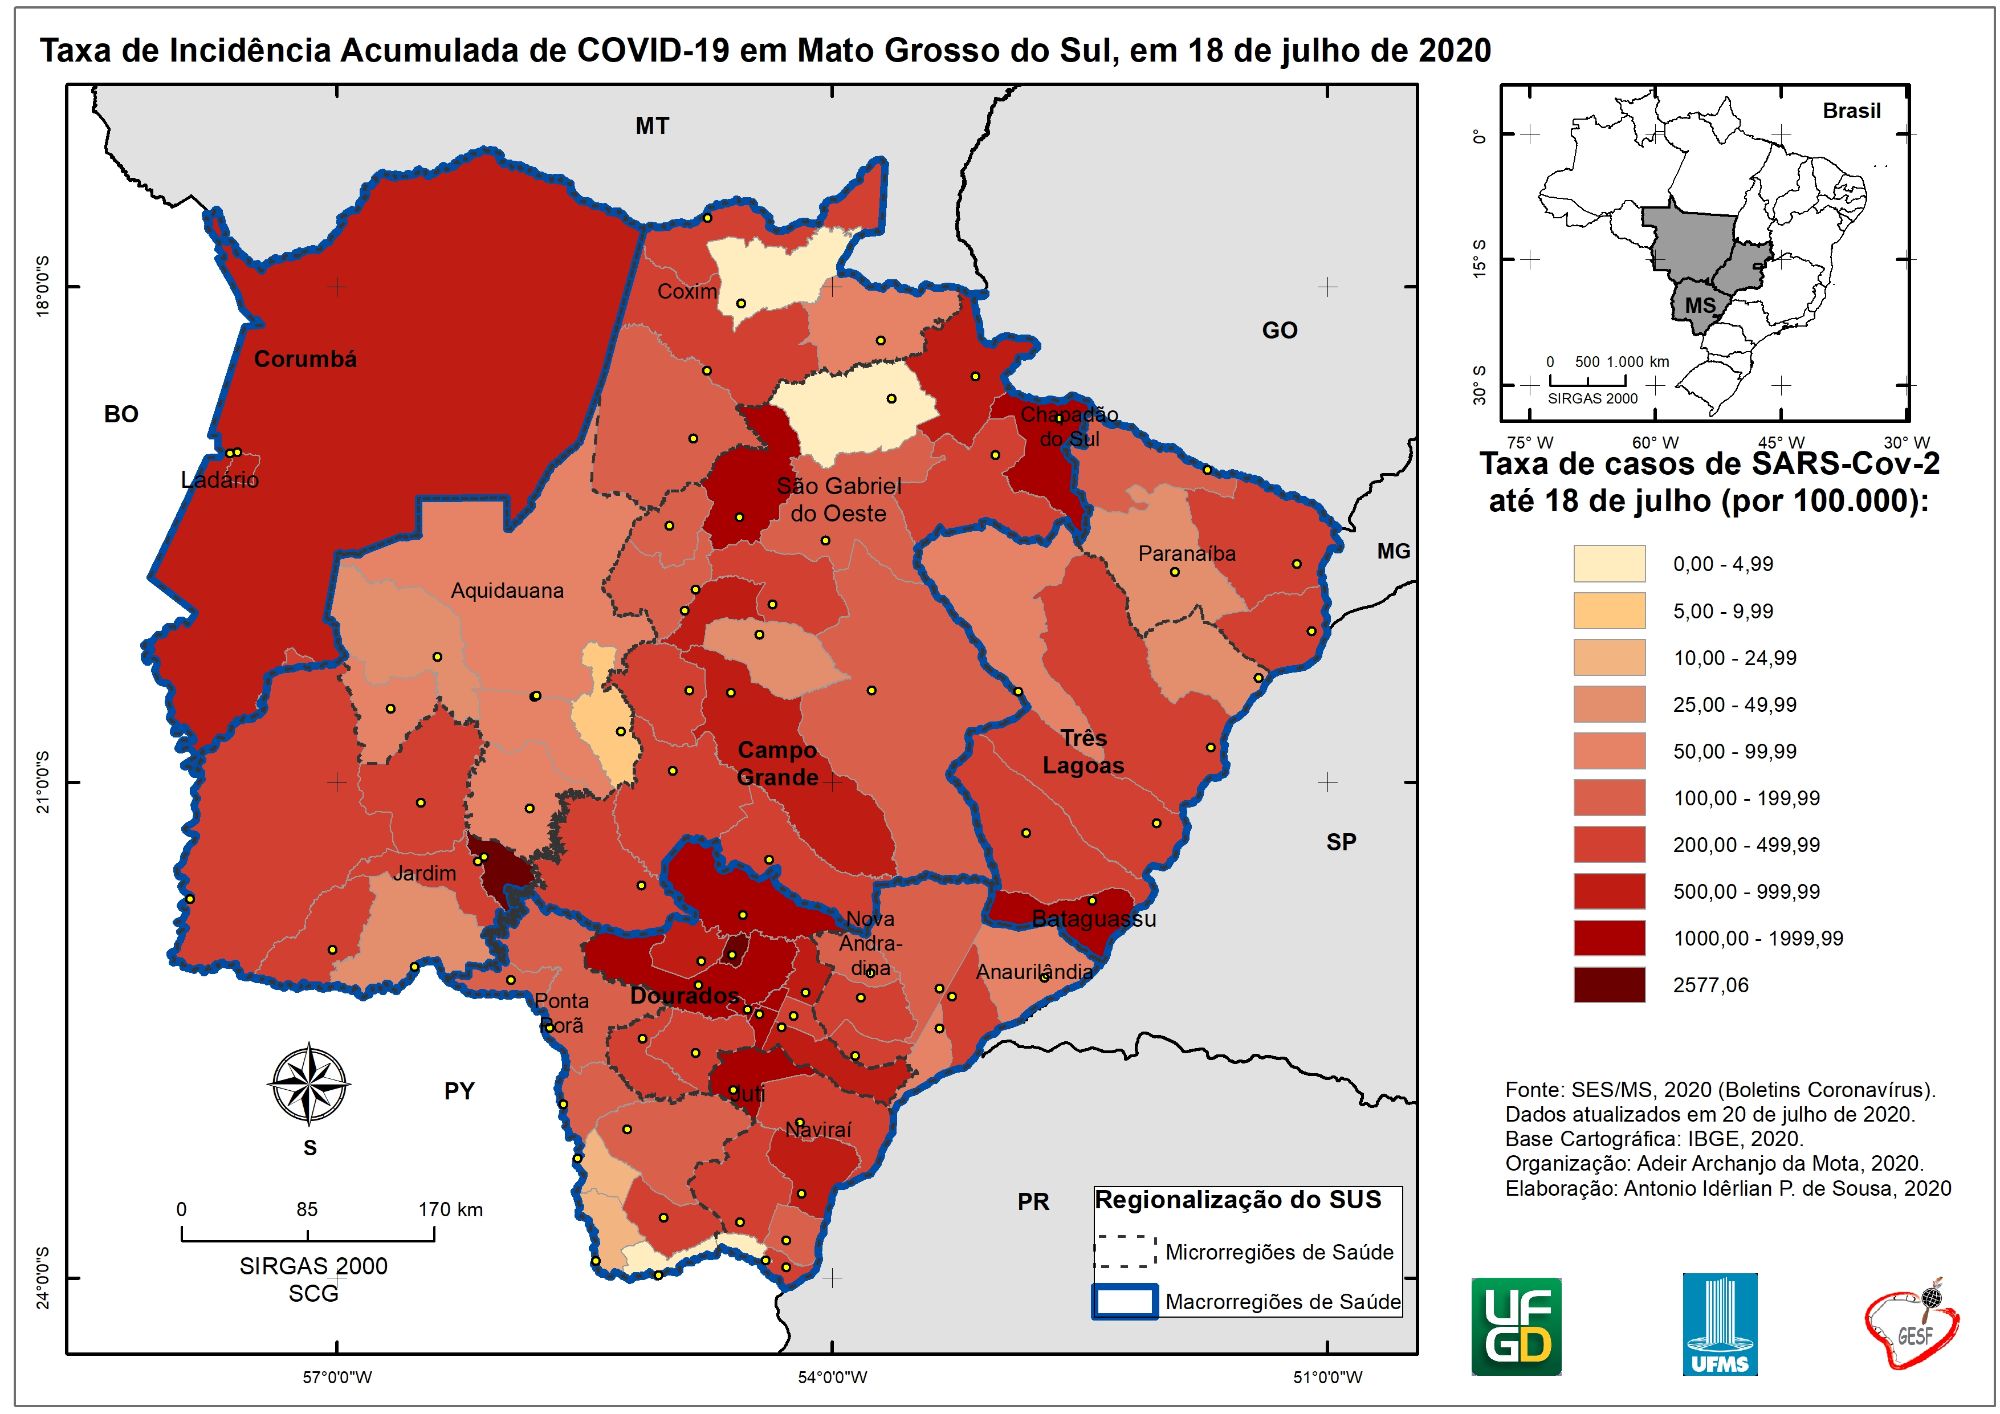 Taxa de Incidência Acumulada de COVID-19 em Mato Grosso do Sul, em 18 de julho de 2020
MT
GO
BO
MG
SP
PY
PR
Coxim
Corumbá
Ladário
Chapadão
do Sul
São Gabriel
do Oeste
Paranaíba
Aquidauana
Campo
Grande
Três
Lagoas
Jardim
Nova
Andra-
dina
Bataguassu
Anaurilândia
Dourados
Ponta
Porã
Juti
Naviraí
18°0'0"S
21°0'0"S
24°0'0"S
57°0'0"W
54°0'0"W
51°0'0"W
S
0 85 170 km
SIRGAS 2000
SCG
Regionalização do SUS
Microrregiões de Saúde
Macrorregiões de Saúde
Brasil
MS
0°
15° S
30° S
0 500 1.000 km
SIRGAS 2000
75° W 60° W 45° W 30° W
Taxa de casos de SARS-Cov-2
até 18 de julho (por 100.000):
0,00 - 4,99
5,00 - 9,99
10,00 - 24,99
25,00 - 49,99
50,00 - 99,99
100,00 - 199,99
200,00 - 499,99
500,00 - 999,99
1000,00 - 1999,99
2577,06
Fonte: SES/MS, 2020 (Boletins Coronavírus).
Dados atualizados em 20 de julho de 2020.
Base Cartográfica: IBGE, 2020.
Organização: Adeir Archanjo da Mota, 2020.
Elaboração: Antonio Idêrlian P. de Sousa, 2020
UF
GD
UFMS
GESF